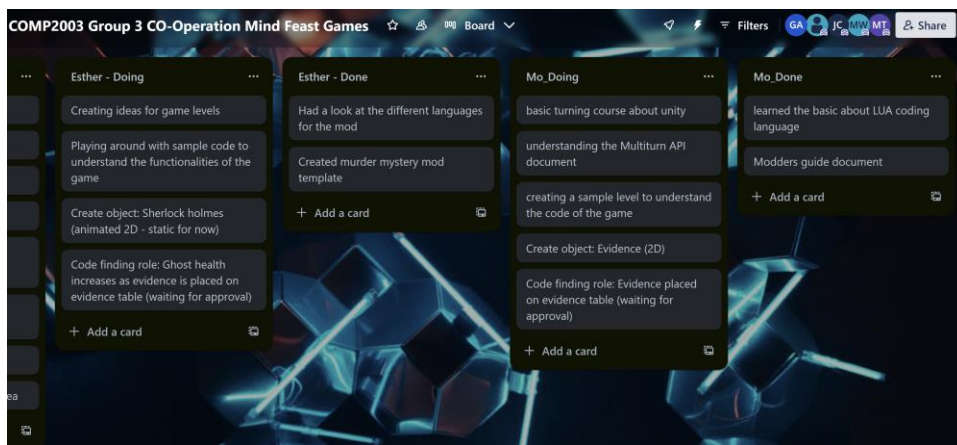 COMP2003 Group 3 CO-Operation Mind Feast Games
Board
Filters
GA
JC
MW
MT
Share
ea
Esther - Doing
Creating ideas for game levels
Playing around with sample code to
understand the functionalities of the
game
Create object: Sherlock holmes
(animated 2D - static for now)
Code finding role: Ghost health
increases as evidence is placed on
evidence table (waiting for approval)
+ Add a card
Esther - Done
Had a look at the different languages
for the mod
Created murder mystery mod
template
+ Add a card
Mo_Doing
basic turning course about unity
understanding the Multiturn API
document
creating a sample level to understand
the code of the game
Create object: Evidence (2D)
Code finding role: Evidence placed
on evidence table (waiting for
approval)
+ Add a card
Mo_Done
learned the basic about LUA coding
language
Modders guide document
+ Add a card